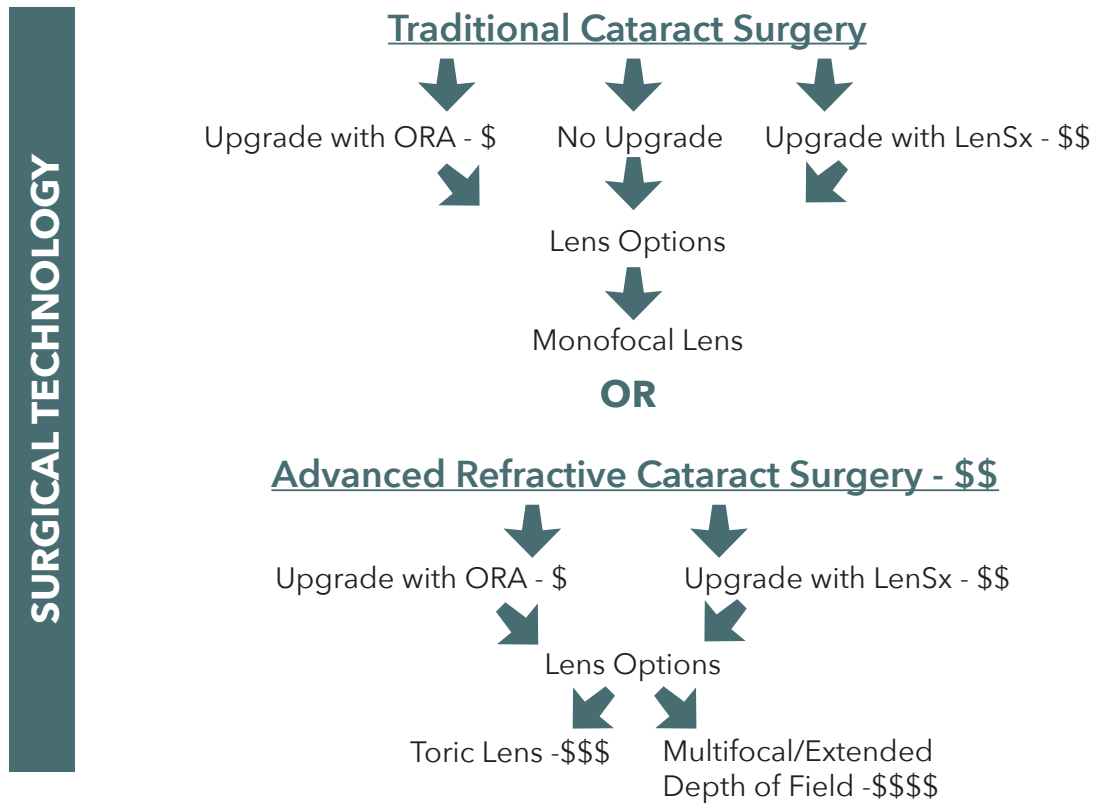 SURGICAL TECHNOLOGY
Traditional Cataract Surgery
Upgrade with ORA - $
No Upgrade
Upgrade with LenSx - $$
Lens Options
Monofocal Lens
OR
Advanced Refractive Cataract Surgery - $$
Upgrade with ORA - $
Upgrade with LenSx - $$
Lens Options
Toric Lens -$$$
Multifocal/Extended
Depth of Field -$$$$